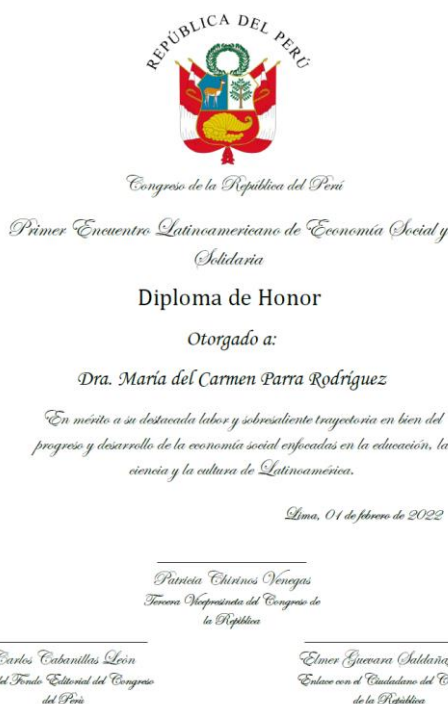 REPÚBLICA DEL PERÚ
Congreso de la República del Perú
Primer Encuentro Latinoamericano de Economía Social y
Solidaria
Diploma de Honor
Otorgado a:
Dra. María del Carmen Parra Rodríguez
En mérito a su destacada labor y sobresaliente trayectoria en bien del
progreso y desarrollo de la economía social enfocadas en la educación, la
ciencia y la cultura de Latinoamérica.
Lima, 01 de febrero de 2022
Patricia Chirinos Venegas
Tercera Vicepresineta del Congreso de
la República
Carlos Cabanillas León
del Fondo Editorial del Congreso
del Perú
Elmer Guevara Saldaña
Enlace con el Ciudadano del C
de la República